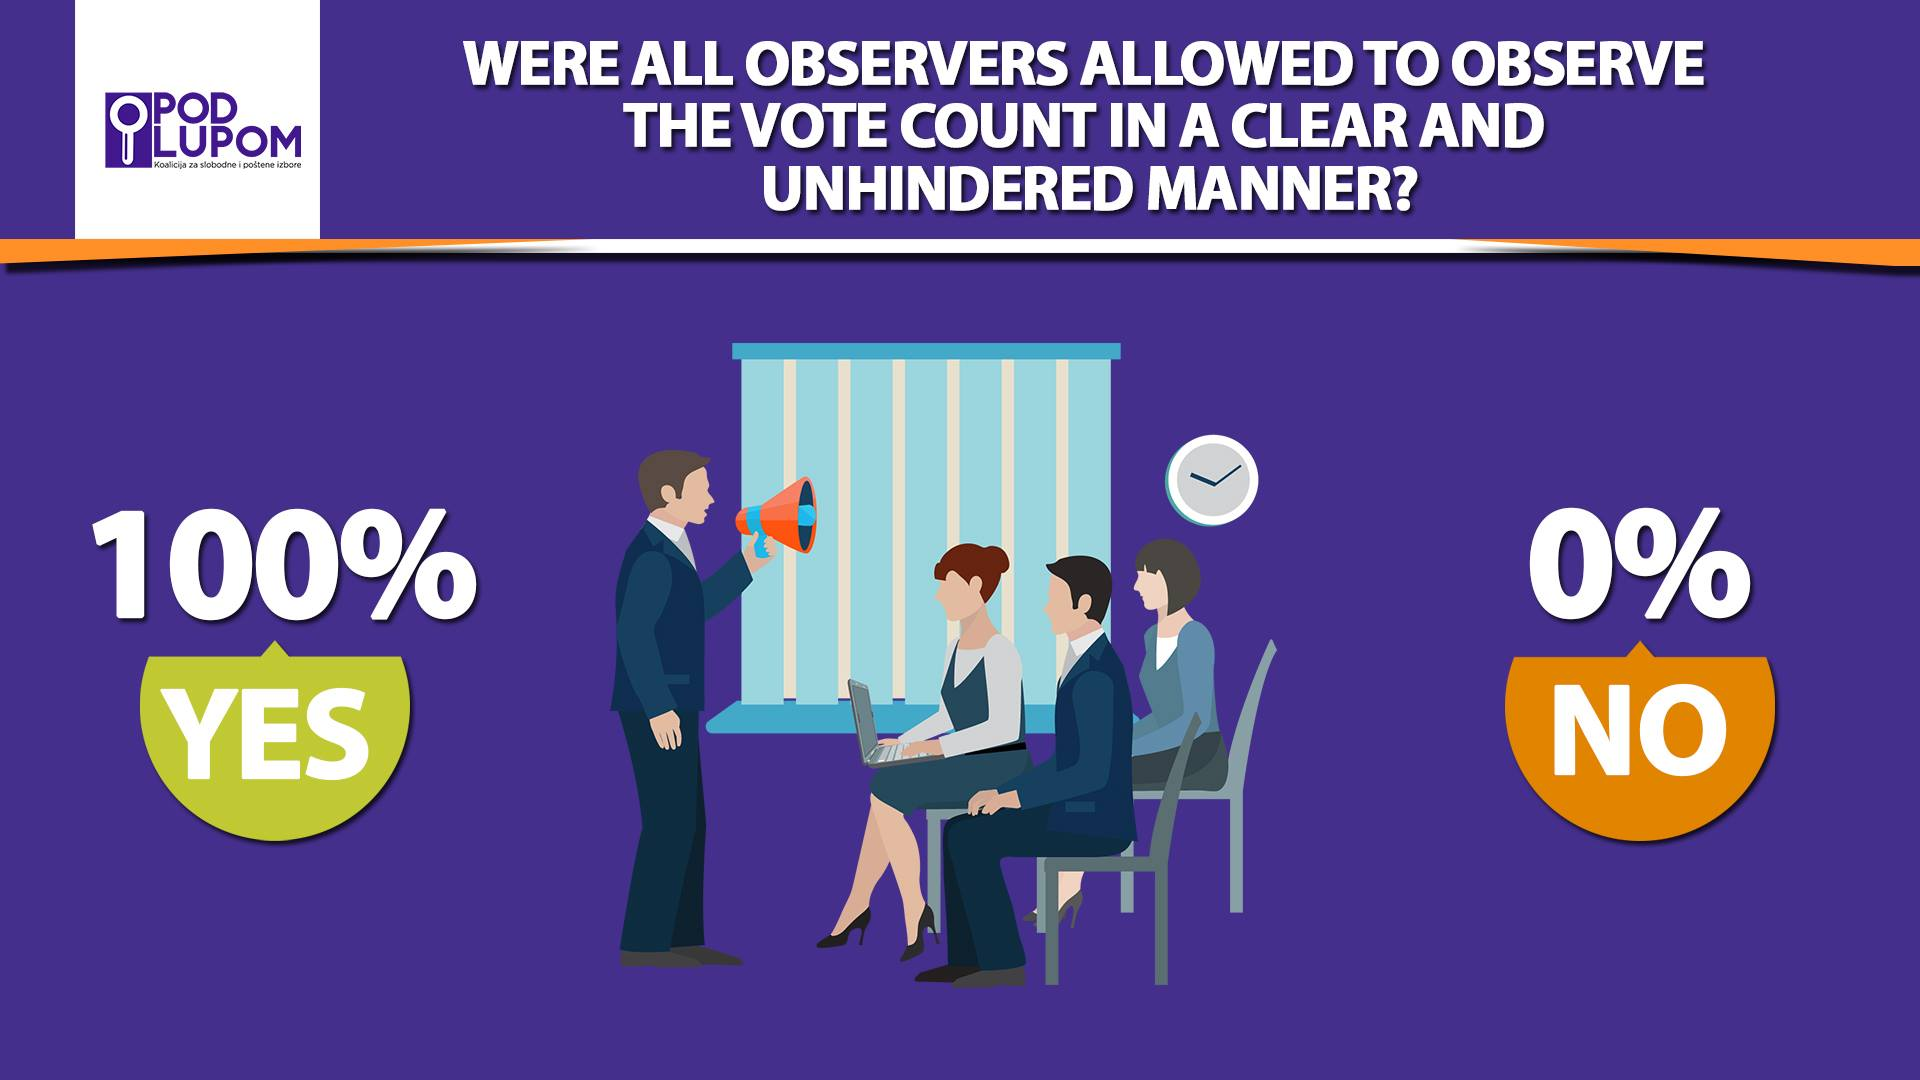 POD
LUPOM
Koalicija za slobodne i poštene izbore
WERE ALL OBSERVERS ALLOWED TO OBSERVE
THE VOTE COUNT IN A CLEAR AND
UNHINDERED MANNER?
100%
YES
0%
NO